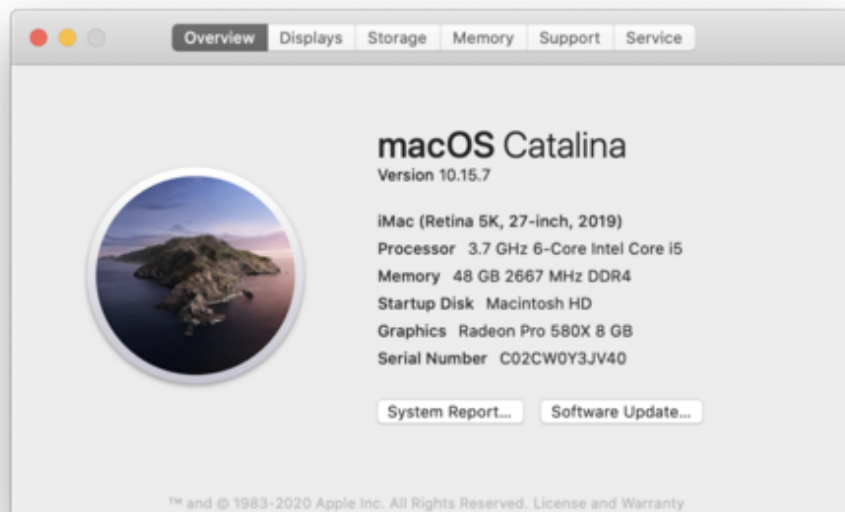 Overview Displays Storage Memory Support Service
macOS Catalina
Version 10.15.7
iMac (Retina 5K, 27-inch, 2019)
Processor 3.7 GHz 6-Core Intel Core i5
Memory 48 GB 2667 MHz DDR4
Startup Disk Macintosh HD
Graphics Radeon Pro 580X 8 GB
Serial Number C02CW0Y3JV40
System Report... Software Update...
™ and © 1983-2020 Apple Inc. All Rights Reserved. License and Warranty